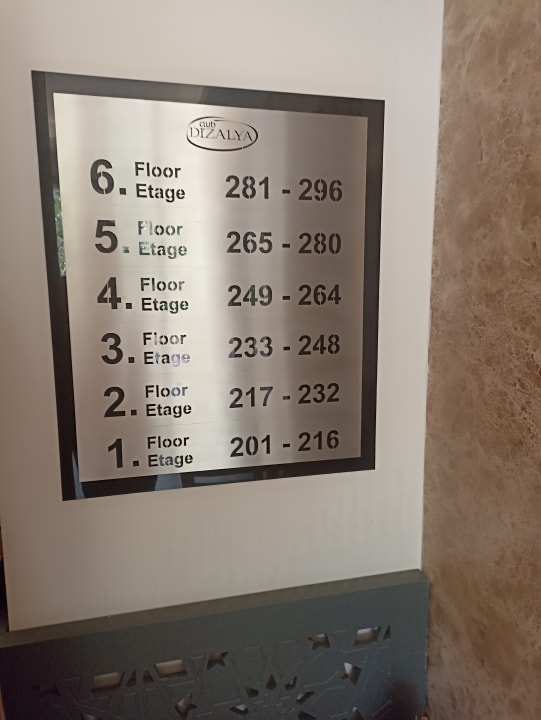 club
DIZALYA
6. Floor
Etage 281 - 296
5. Floor
Etage 265 - 280
4. Floor
Etage 249 - 264
3. Floor
Etage 233 - 248
2. Floor
Etage 217 - 232
1. Floor
Etage 201 - 216